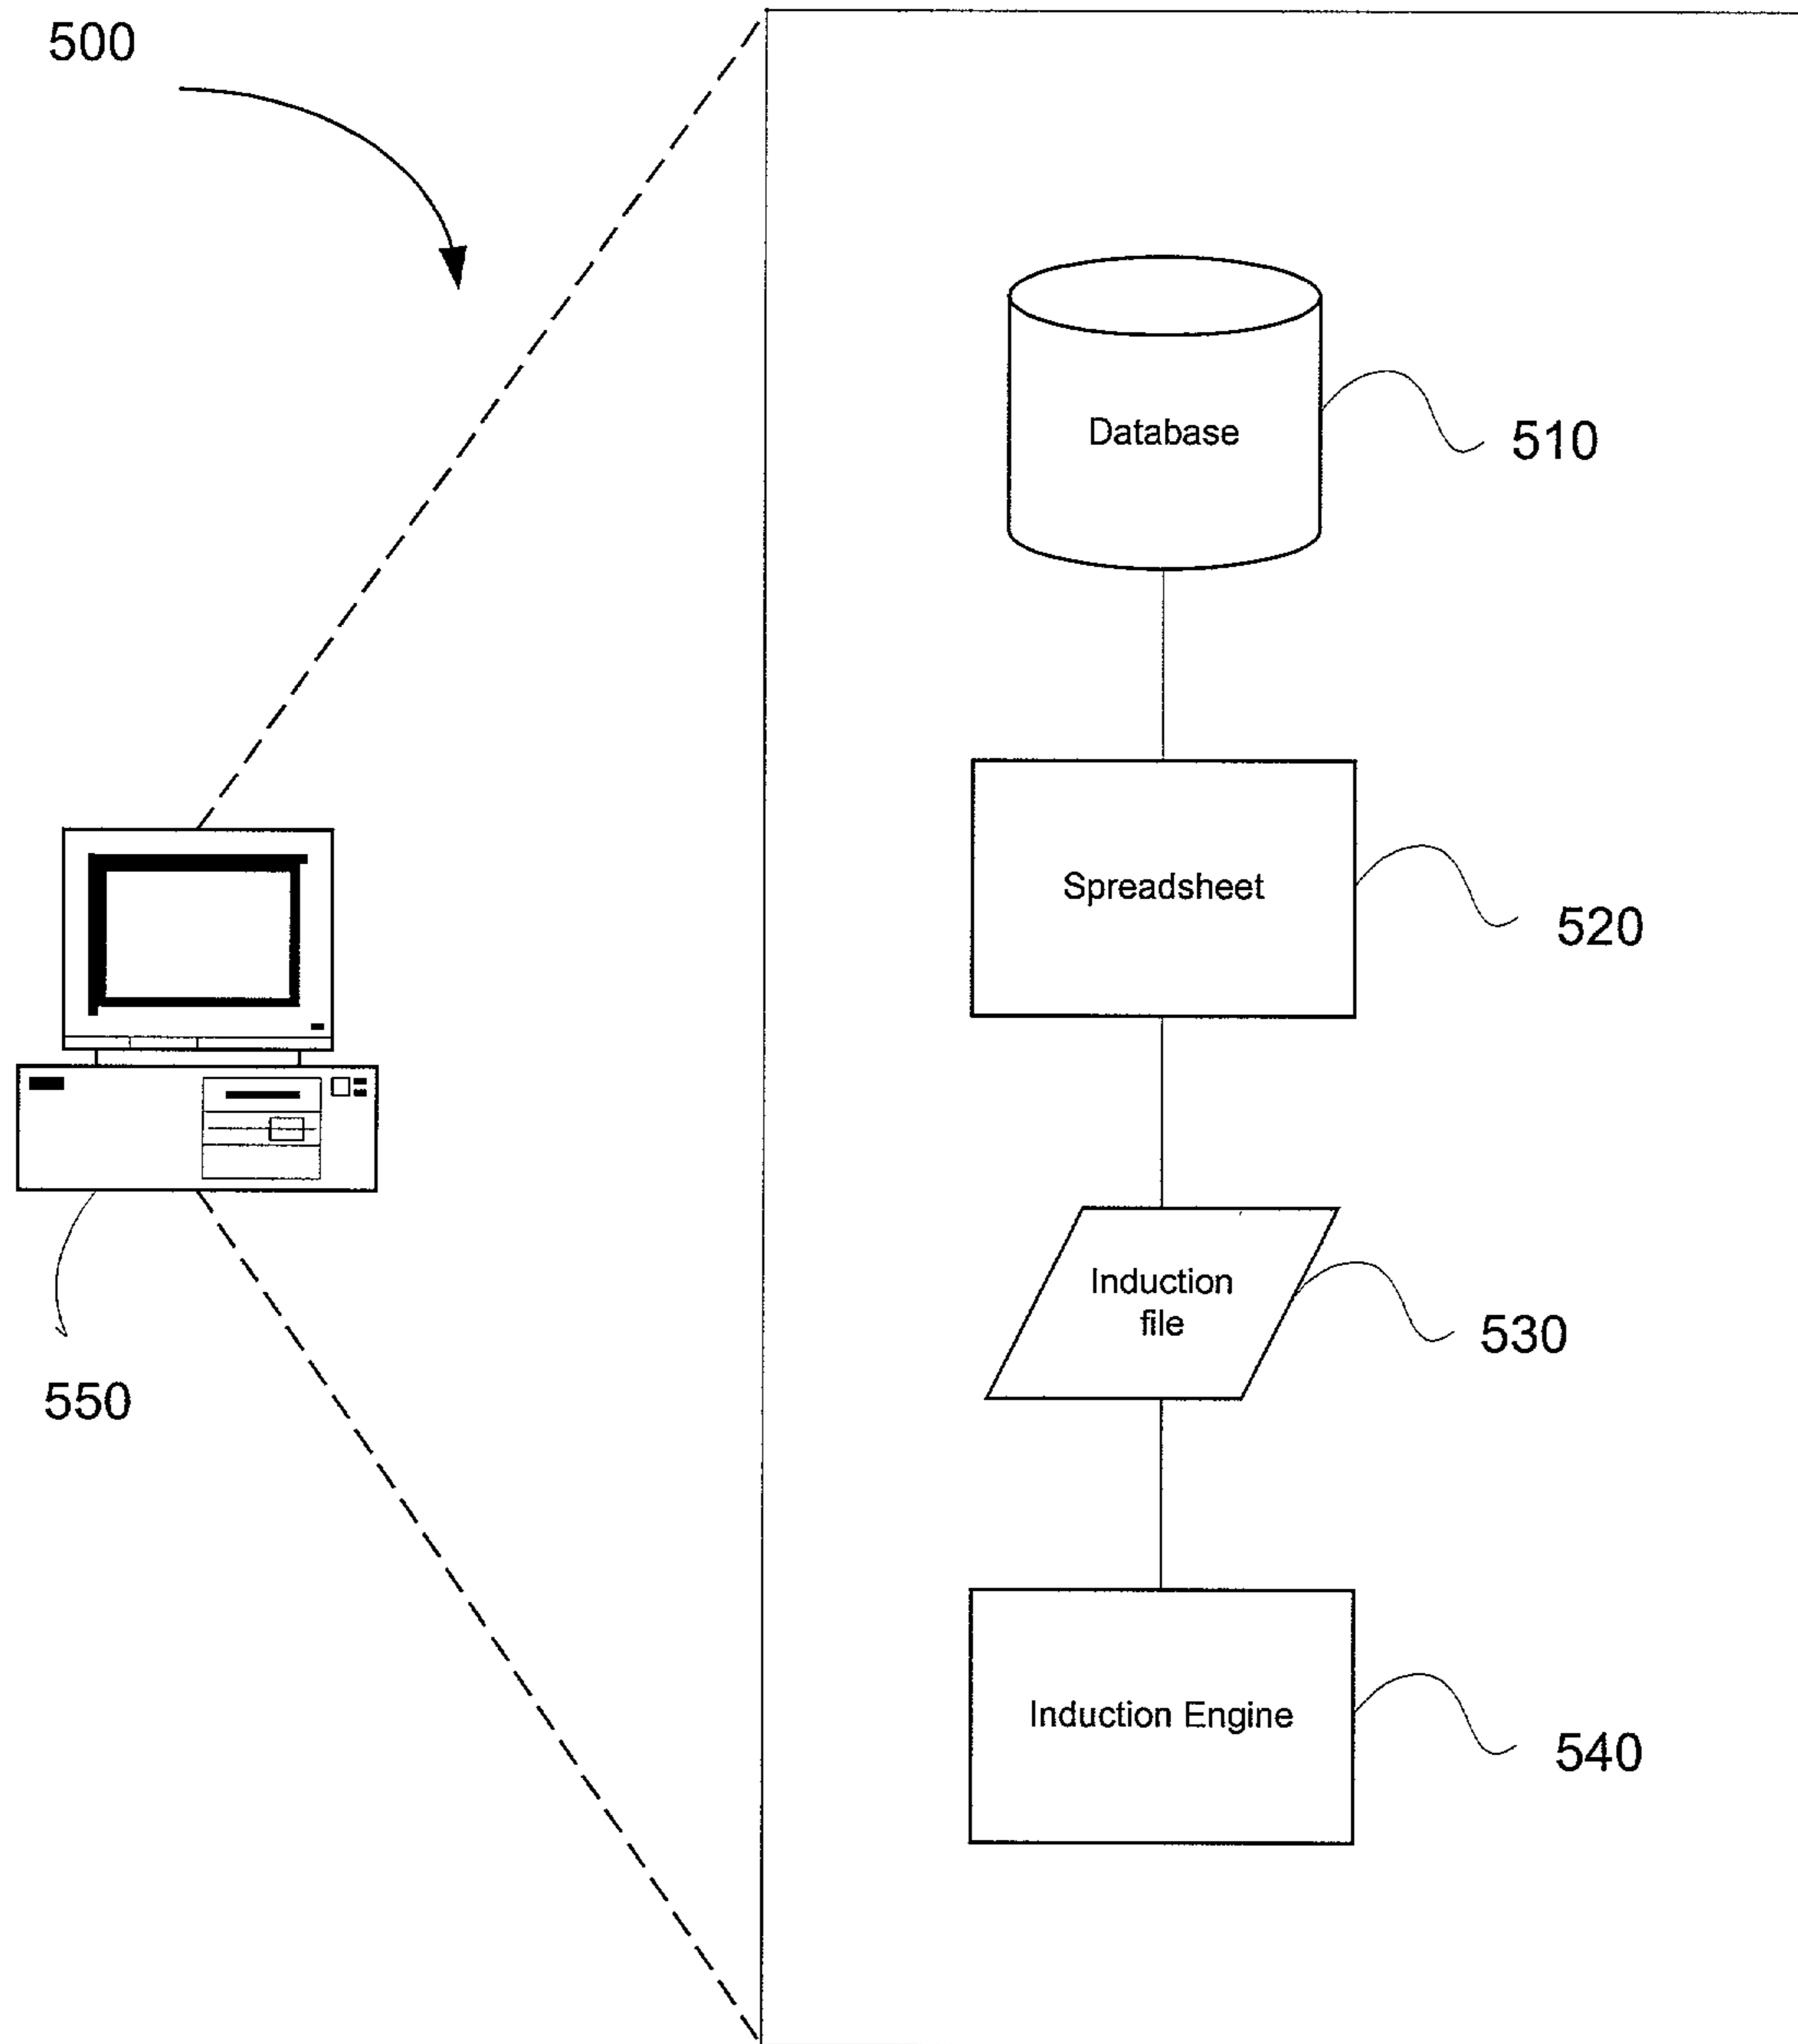 500
Database
510
Spreadsheet
520
Induction
file
530
550
Induction Engine
540